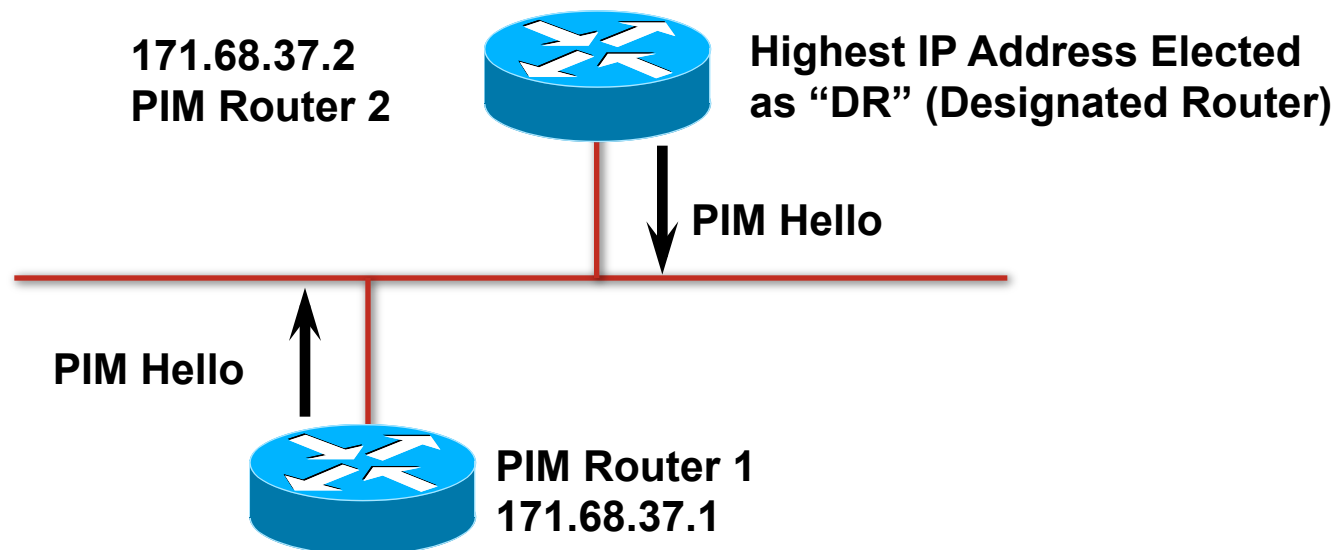 171.68.37.2
PIM Router 2
Highest IP Address Elected
as “DR” (Designated Router)
PIM Hello
PIM Hello
PIM Router 1
171.68.37.1